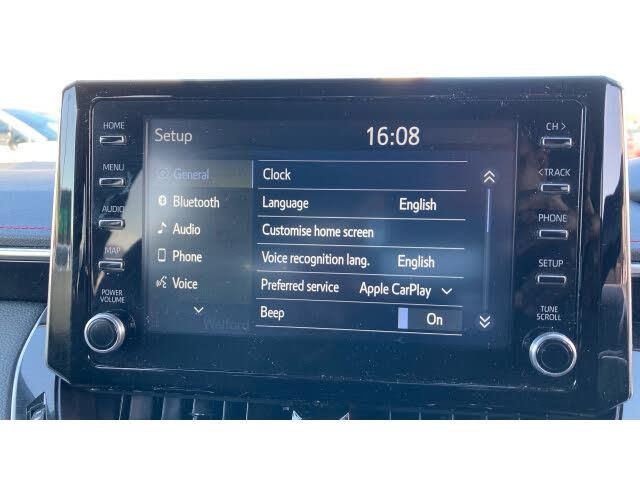 HOME
MENU
AUDIO
MAP
POWER
VOLUME
Setup 16:08
General
Bluetooth
Audio
Phone
Voice
Clock
Language English
Customise home screen
Voice recognition lang. English
Preferred service Apple CarPlay
Beep On
Walford
CH >
< TRACK
PHONE
SETUP
TUNE
SCROLL